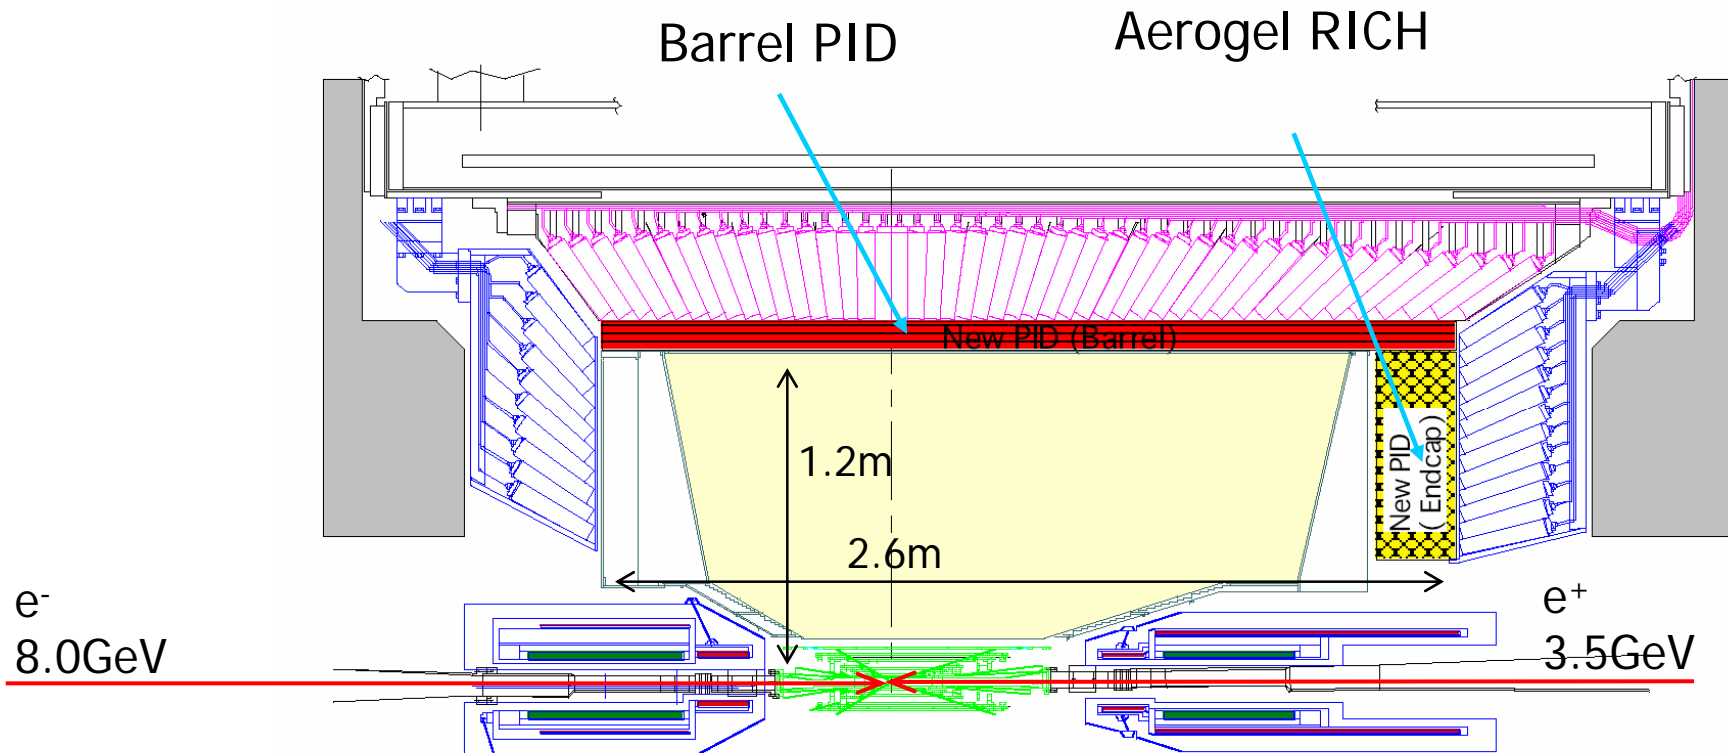 Barrel PID
Aerogel RICH
New PID (Barrel)
1.2m
New PID
( Endcap)
2.6m
e-
8.0GeV
e+
3.5GeV